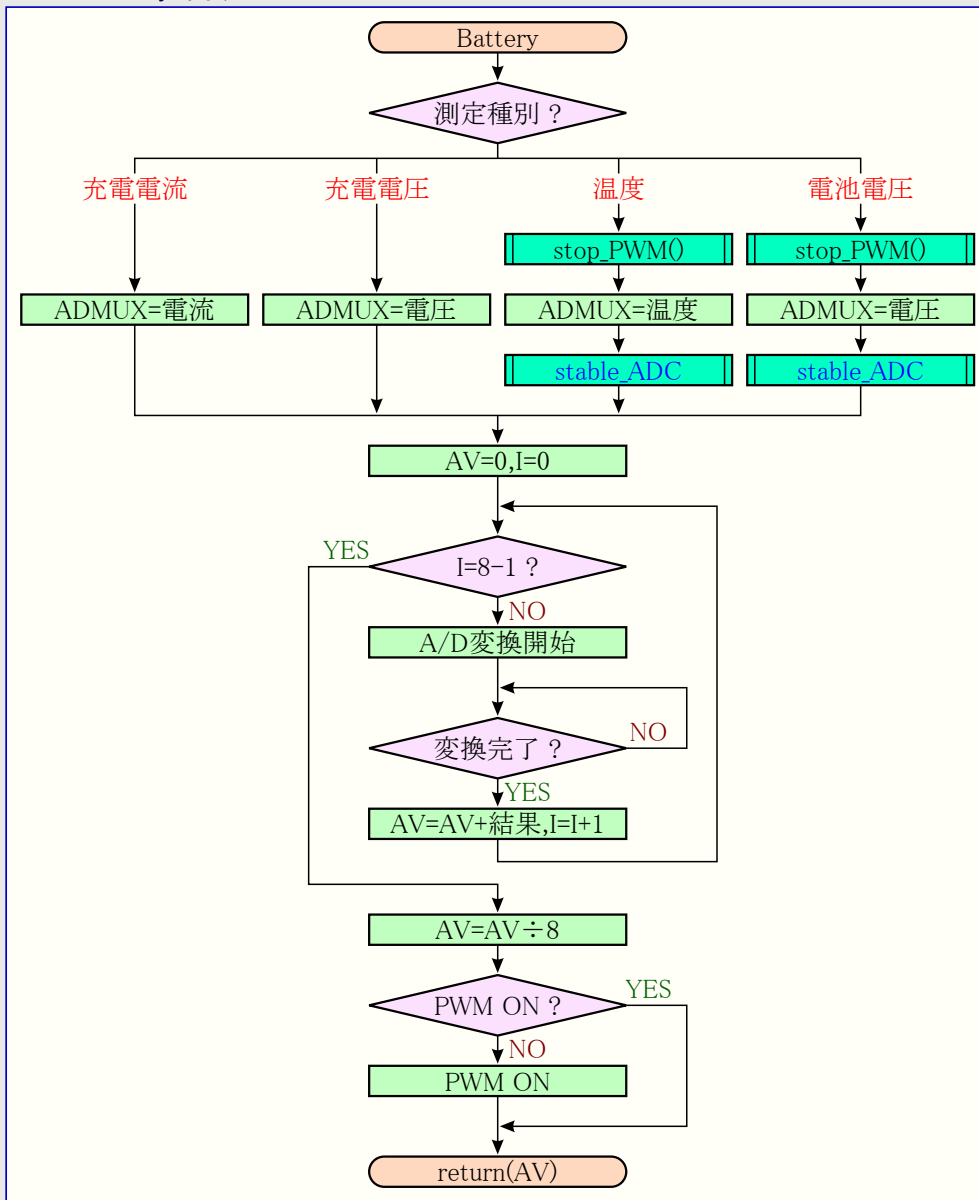 Battery
測定種別 ?
充電電流 充電電圧 温度 電池電圧
stop_PWM() stop_PWM()
ADMUX=電流 ADMUX=電圧 ADMUX=温度 ADMUX=電圧
stable_ADC stable_ADC
AV=0,I=0
YES
I=8-1 ?
NO
A/D変換開始
変換完了 ?
NO
YES
AV=AV+結果,I=I+1
AV=AV÷8
PWM ON ?
YES
NO
PWM ON
return(AV)